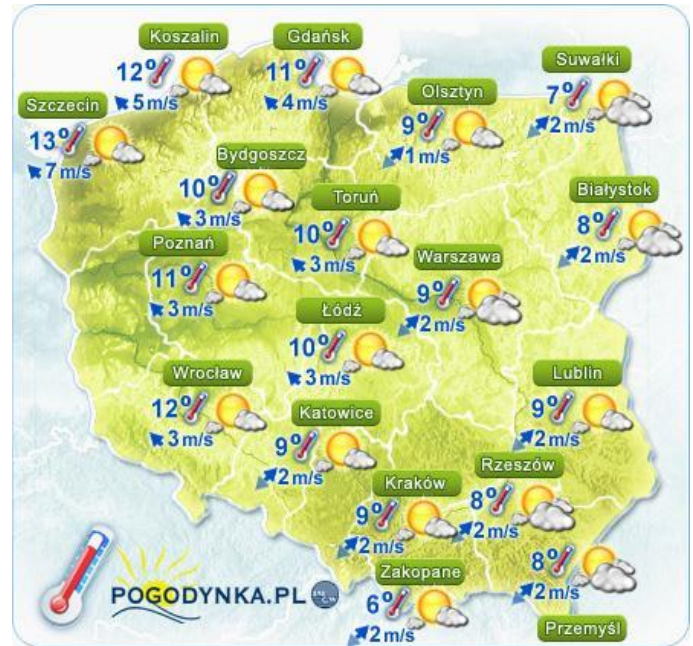 Koszalin
12°
5 m/s
Gdańsk
11°
4 m/s
Suwałki
7°
2 m/s
Olsztyn
9°
1 m/s
Szczecin
13°
7 m/s
Bydgoszcz
10°
3 m/s
Toruń
10°
3 m/s
Białystok
8°
2 m/s
Poznań
11°
3 m/s
Warszawa
9°
2 m/s
Łódź
10°
3 m/s
Wrocław
12°
3 m/s
Lublin
9°
2 m/s
Katowice
9°
2 m/s
Kraków
9°
2 m/s
Rzeszów
8°
2 m/s
Zakopane
6°
2 m/s
8°
2 m/s
Przemyśl
POGODYNKA.PL